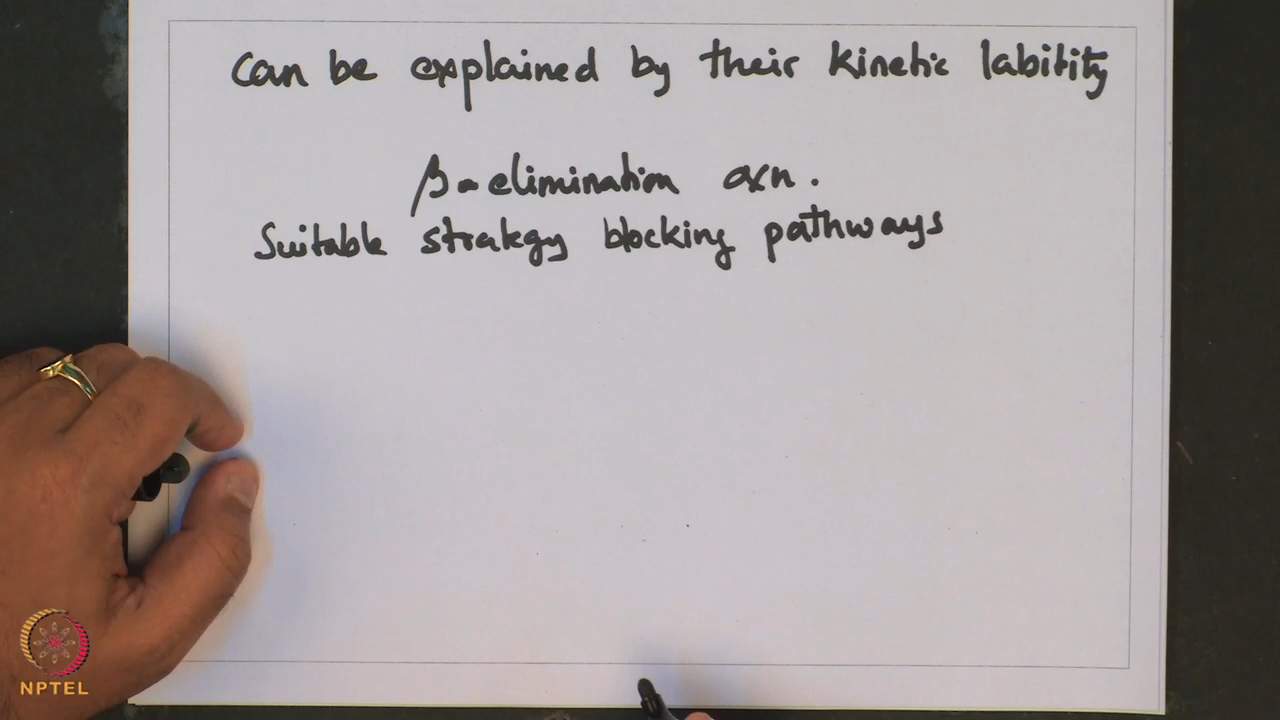 can be explained by their kinetic lability
β-elimination rxn.
Suitable strategy blocking pathways
NPTEL